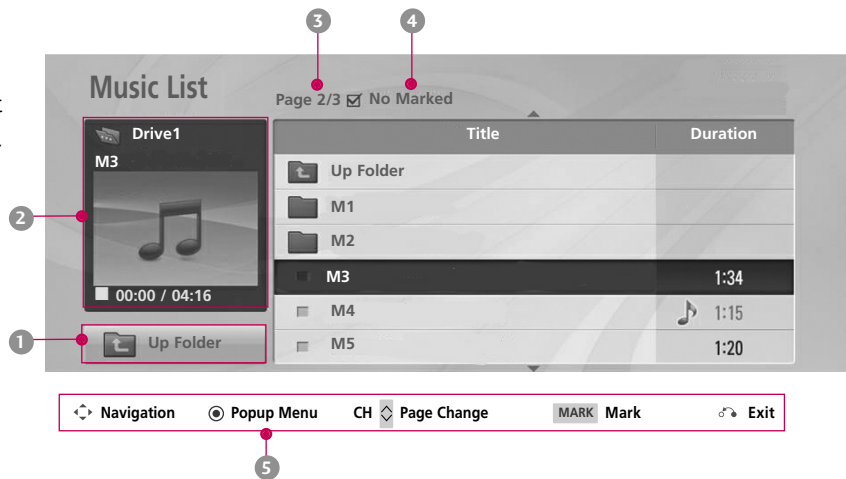 3 4
Music List
Page 2/3 No Marked
Drive1
Title Duration
M3
Up Folder
M1
2
M2
M3 1:34
00:00 / 04:16
M4 1:15
1
Up Folder
M5 1:20
Navigation Popup Menu CH Page Change MARK Mark Exit
5